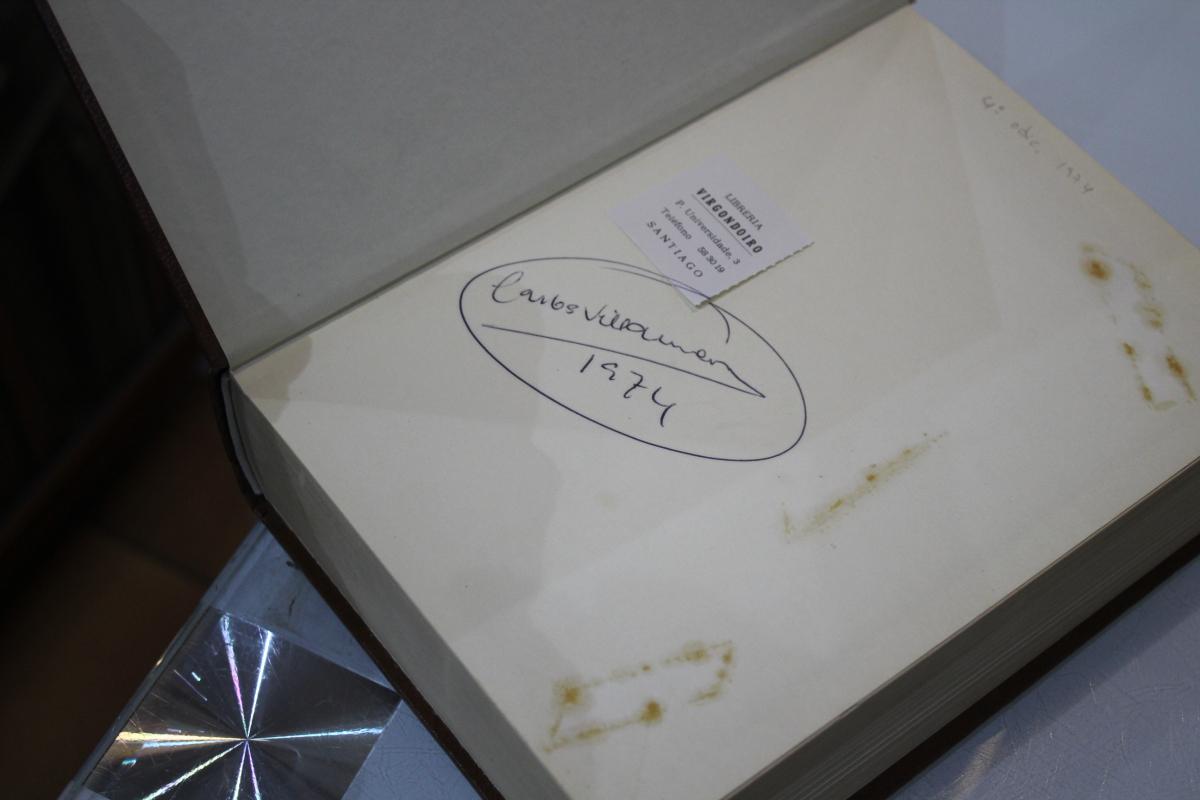 4ª edic. 1974
LIBRERIA
VIRGONDOIRO
P. Universidade, 3
Teléfono 58 30 19
SANTIAGO
Carlos Villanueva
1974